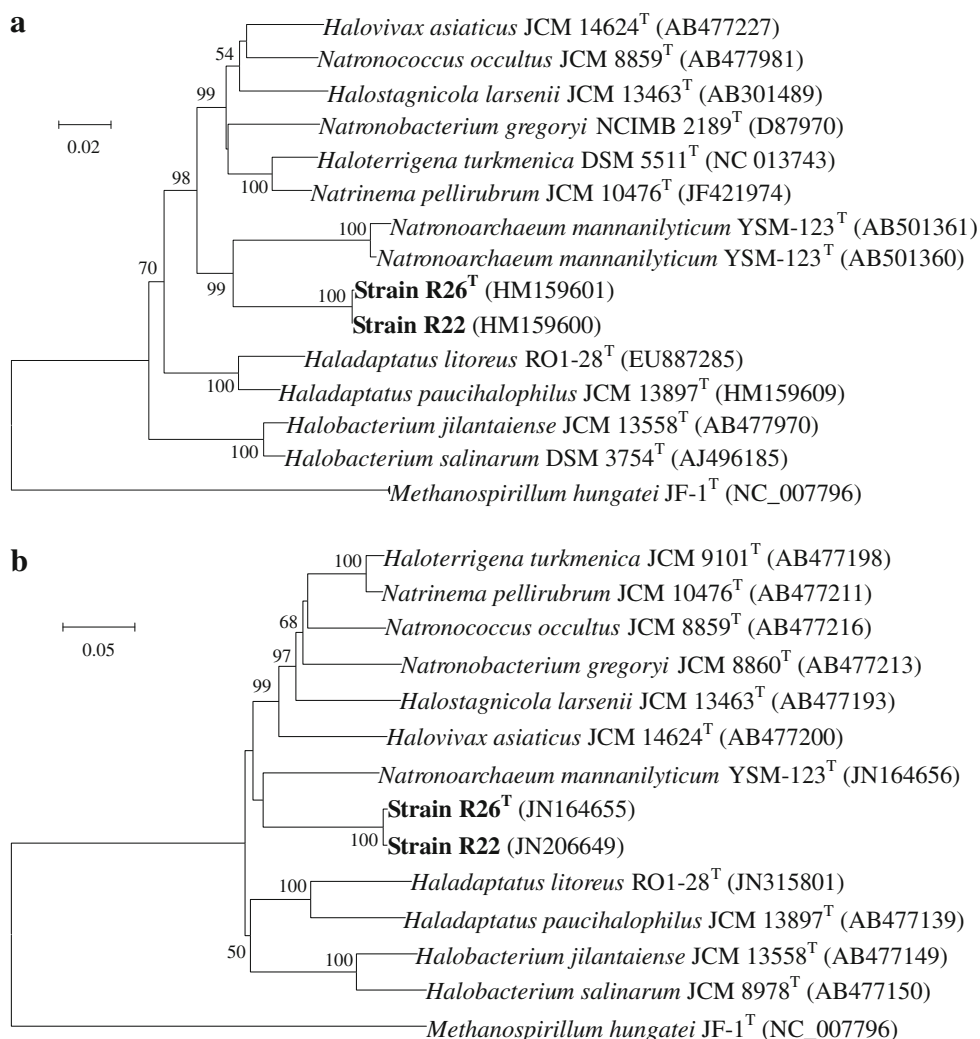 a
Halovivax asiaticus JCM 14624T (AB477227)
54
Natronococcus occultus JCM 8859T (AB477981)
99
Halostagnicola larsenii JCM 13463T (AB301489)
Natronobacterium gregoryi NCIMB 2189T (D87970)
0.02
Haloterrigena turkmenica DSM 5511T (NC 013743)
98
100
Natrinema pellirubrum JCM 10476T (JF421974)
100
Natronoarchaeum mannanilyticum YSM-123T (AB501361)
Natronoarchaeum mannanilyticum YSM-123T (AB501360)
70
99
100
Strain R26T (HM159601)
Strain R22 (HM159600)
Haladaptatus litoreus RO1-28T (EU887285)
100
Haladaptatus paucihalophilus JCM 13897T (HM159609)
Halobacterium jilantaiense JCM 13558T (AB477970)
100
Halobacterium salinarum DSM 3754T (AJ496185)
Methanospirillum hungatei JF-1T (NC_007796)
b
100
Haloterrigena turkmenica JCM 9101T (AB477198)
Natrinema pellirubrum JCM 10476T (AB477211)
68
Natronococcus occultus JCM 8859T (AB477216)
0.05
97
Natronobacterium gregoryi JCM 8860T (AB477213)
99
Halostagnicola larsenii JCM 13463T (AB477193)
Halovivax asiaticus JCM 14624T (AB477200)
Natronoarchaeum mannanilyticum YSM-123T (JN164656)
Strain R26T (JN164655)
100
Strain R22 (JN206649)
100
Haladaptatus litoreus RO1-28T (JN315801)
Haladaptatus paucihalophilus JCM 13897T (AB477139)
50
100
Halobacterium jilantaiense JCM 13558T (AB477149)
Halobacterium salinarum JCM 8978T (AB477150)
Methanospirillum hungatei JF-1T (NC_007796)